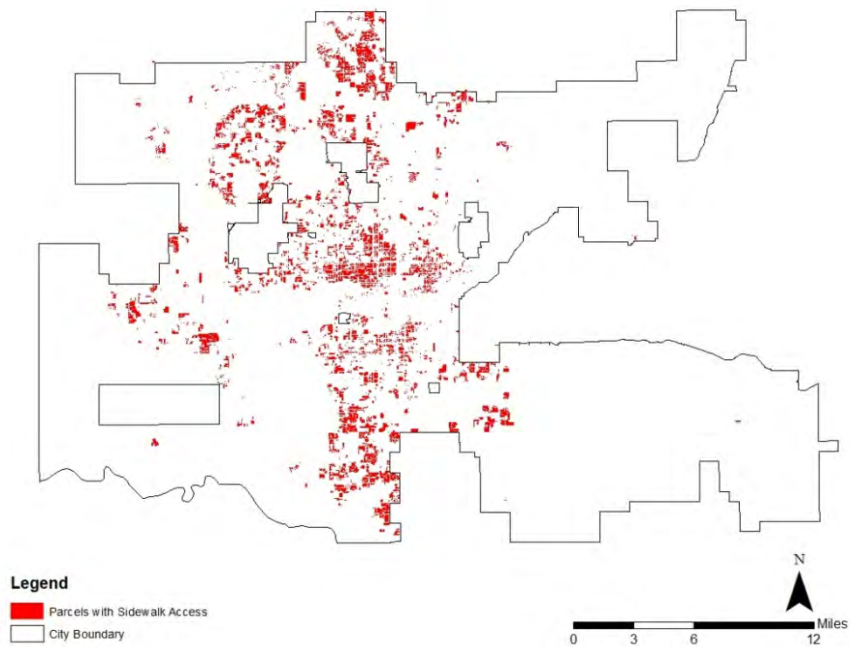 Legend
Parcels with Sidewalk Access
City Boundary
N
Miles
0 3 6 12